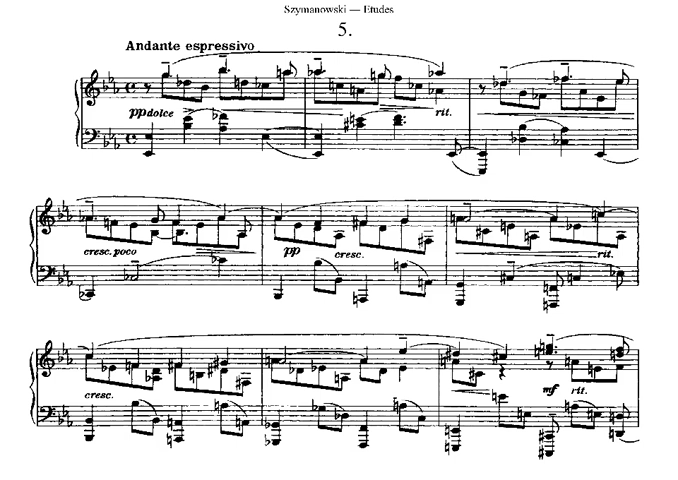 Szymanowski — Etudes
5.
Andante espressivo
pp dolce
rit.
cresc. poco
pp
cresc.
rit.
cresc.
mf rit.